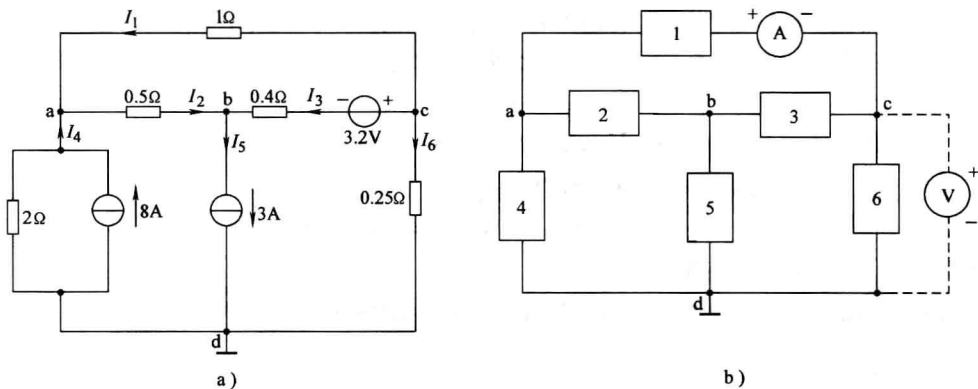 I₁
1Ω
a
0.5Ω
I₂
b
0.4Ω
I₃
−
+
c
3.2V
I₄
I₅
I₆
2Ω
8A
3A
0.25Ω
d
a )
1
+
A
−
a
2
b
3
c
4
5
6
V
+
−
d
b )